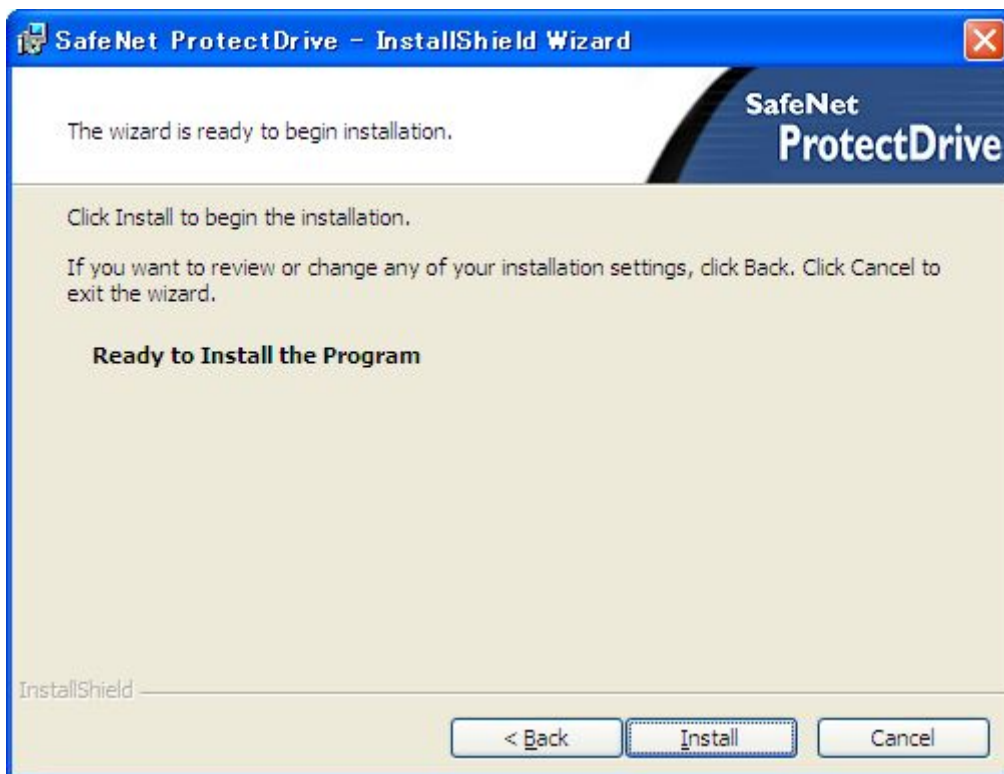 SafeNet ProtectDrive - InstallShield Wizard
The wizard is ready to begin installation.
SafeNet
ProtectDrive
Click Install to begin the installation.
If you want to review or change any of your installation settings, click Back. Click Cancel to
exit the wizard.
Ready to Install the Program
InstallShield
< Back
Install
Cancel